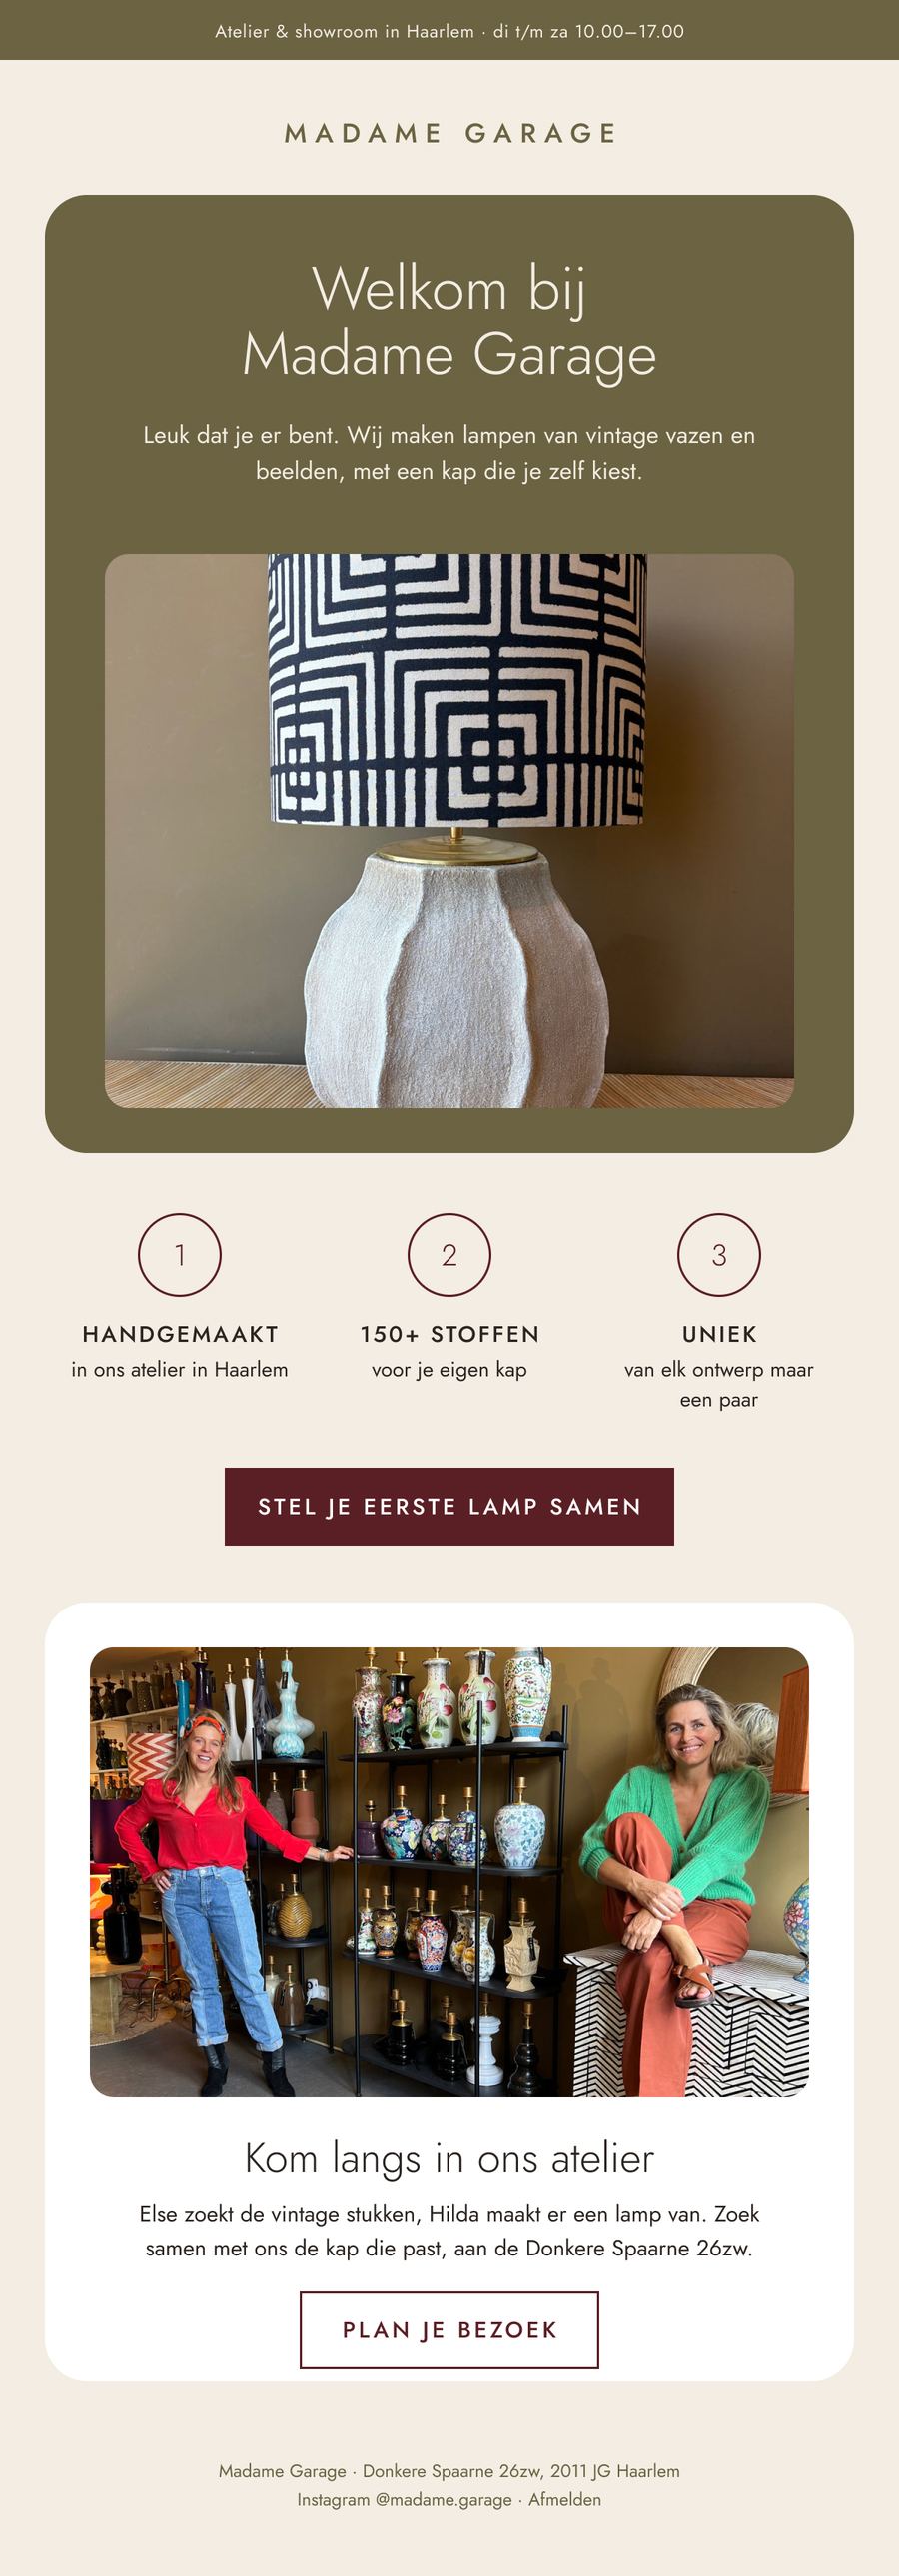 Atelier & showroom in Haarlem · di t/m za 10.00–17.00
MADAME GARAGE
Welkom bij
Madame Garage
Leuk dat je er bent. Wij maken lampen van vintage vazen en
beelden, met een kap die je zelf kiest.
1
2
3
HANDGEMAAKT
150+ STOFFEN
UNIEK
in ons atelier in Haarlem
voor je eigen kap
van elk ontwerp maar
een paar
STEL JE EERSTE LAMP SAMEN
Kom langs in ons atelier
Else zoekt de vintage stukken, Hilda maakt er een lamp van. Zoek
samen met ons de kap die past, aan de Donkere Spaarne 26zw.
PLAN JE BEZOEK
Madame Garage · Donkere Spaarne 26zw, 2011 JG Haarlem
Instagram @madame.garage · Afmelden